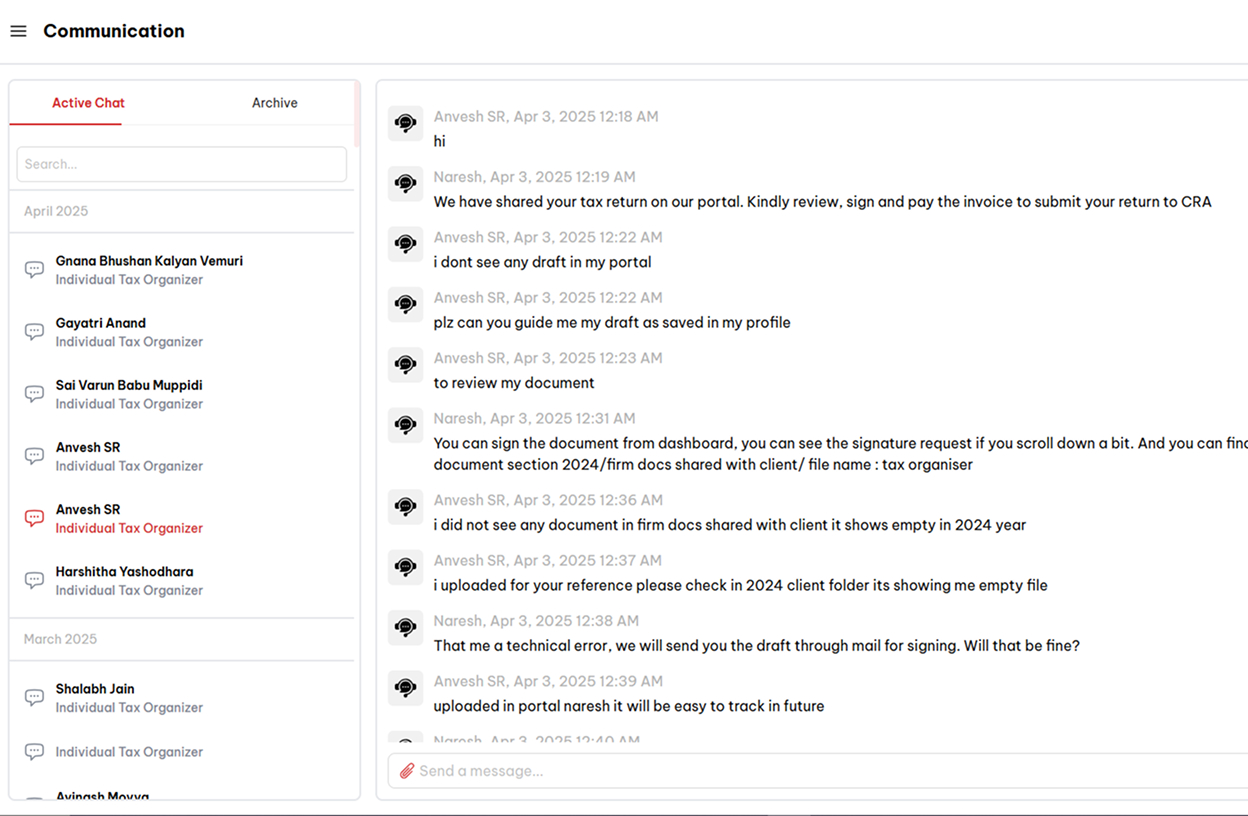 Communication
Active Chat
Archive
Search...
April 2025
Gnana Bhushan Kalyan Vemuri
Individual Tax Organizer
Gayatri Anand
Individual Tax Organizer
Sai Varun Babu Muppidi
Individual Tax Organizer
Anvesh SR
Individual Tax Organizer
Anvesh SR
Individual Tax Organizer
Harshitha Yashodhara
Individual Tax Organizer
March 2025
Shalabh Jain
Individual Tax Organizer
Individual Tax Organizer
Avinash Movva
Anvesh SR, Apr 3, 2025 12:18 AM
hi
Naresh, Apr 3, 2025 12:19 AM
We have shared your tax return on our portal. Kindly review, sign and pay the invoice to submit your return to CRA
Anvesh SR, Apr 3, 2025 12:22 AM
i dont see any draft in my portal
Anvesh SR, Apr 3, 2025 12:22 AM
plz can you guide me my draft as saved in my profile
Anvesh SR, Apr 3, 2025 12:23 AM
to review my document
Naresh, Apr 3, 2025 12:31 AM
You can sign the document from dashboard, you can see the signature request if you scroll down a bit. And you can find
document section 2024/firm docs shared with client/ file name : tax organiser
Anvesh SR, Apr 3, 2025 12:36 AM
i did not see any document in firm docs shared with client it shows empty in 2024 year
Anvesh SR, Apr 3, 2025 12:37 AM
i uploaded for your reference please check in 2024 client folder its showing me empty file
Naresh, Apr 3, 2025 12:38 AM
That me a technical error, we will send you the draft through mail for signing. Will that be fine?
Anvesh SR, Apr 3, 2025 12:39 AM
uploaded in portal naresh it will be easy to track in future
Naresh, Apr 3, 2025 12:40 AM
Send a message...